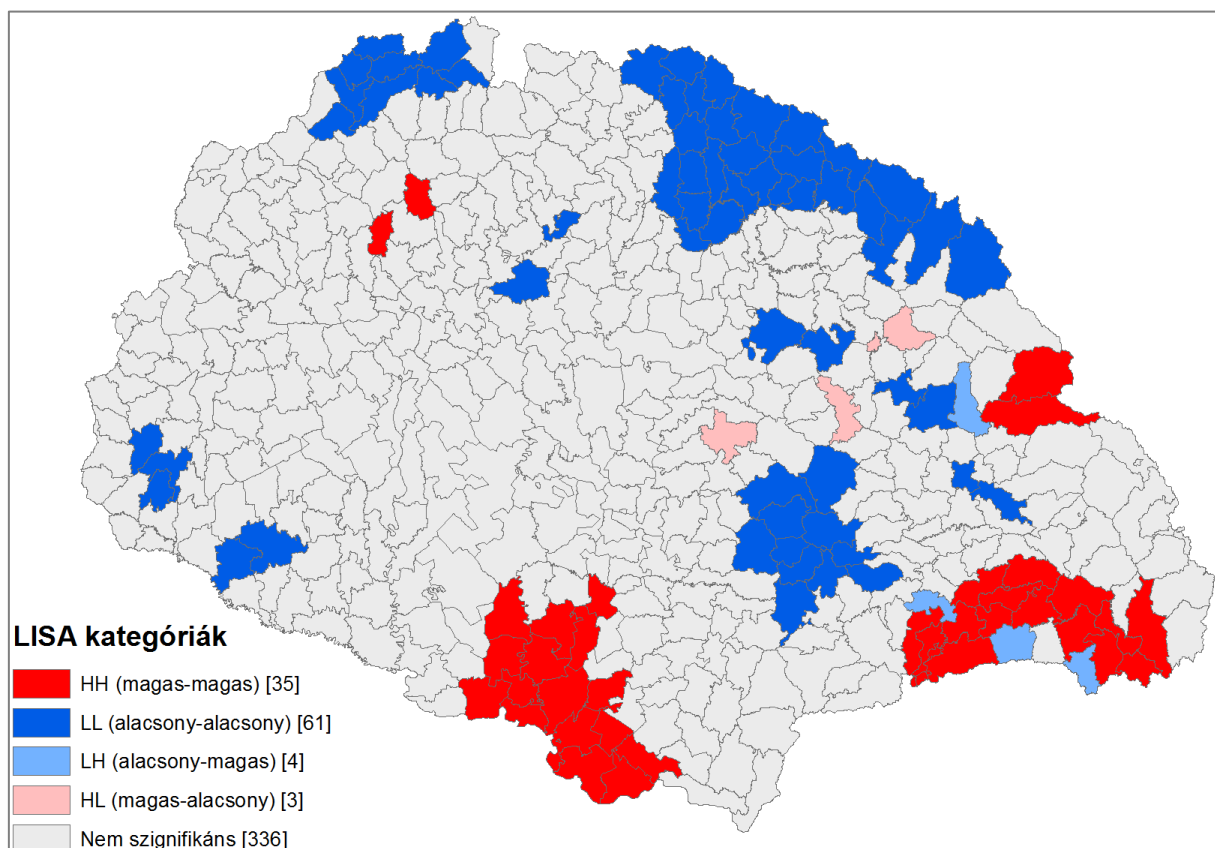 LISA kategóriák
HH (magas-magas) [35]
LL (alacsony-alacsony) [61]
LH (alacsony-magas) [4]
HL (magas-alacsony) [3]
Nem szignifikáns [336]